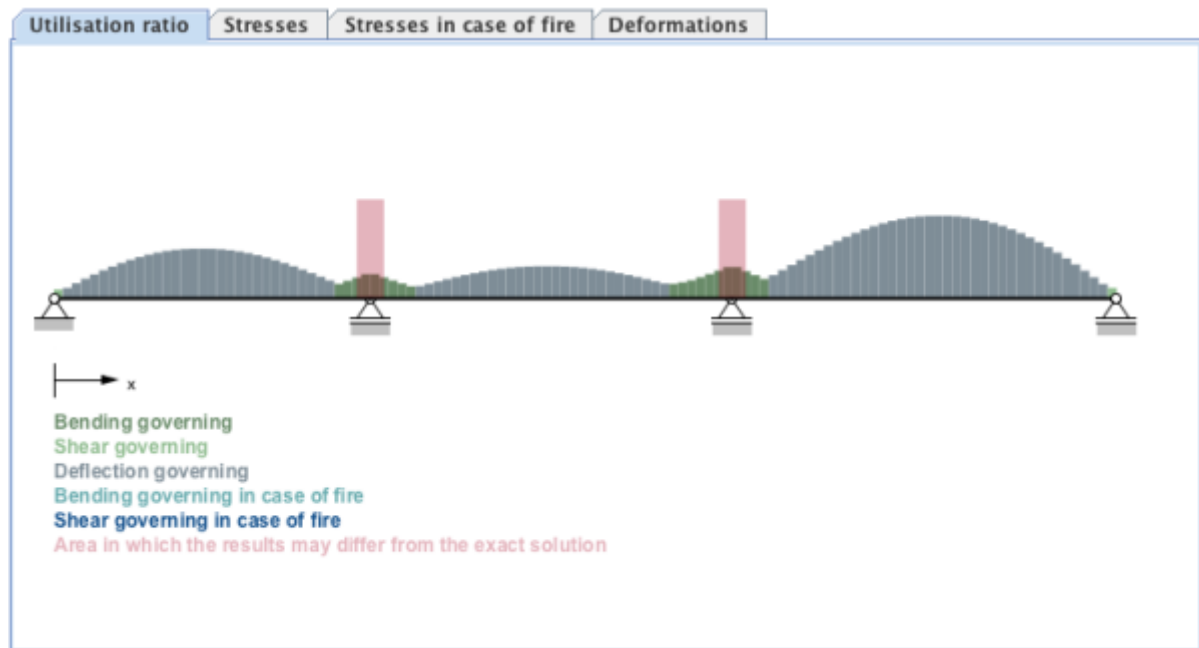 Utilisation ratio Stresses Stresses in case of fire Deformations
x
Bending governing
Shear governing
Deflection governing
Bending governing in case of fire
Shear governing in case of fire
Area in which the results may differ from the exact solution